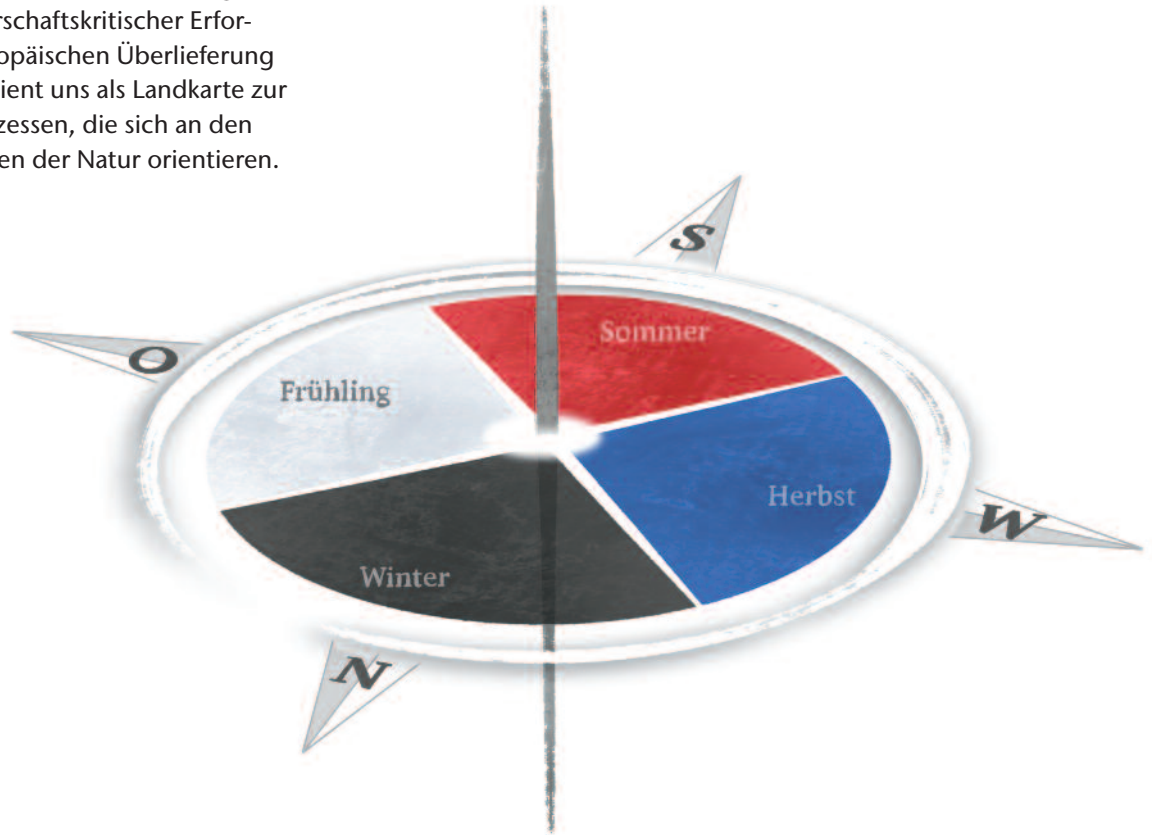 rschaftskritischer Erfor-
opäischen Überlieferung
ient uns als Landkarte zur
zessen, die sich an den
en der Natur orientieren.
S
Sommer
O
Frühling
Herbst
W
Winter
N